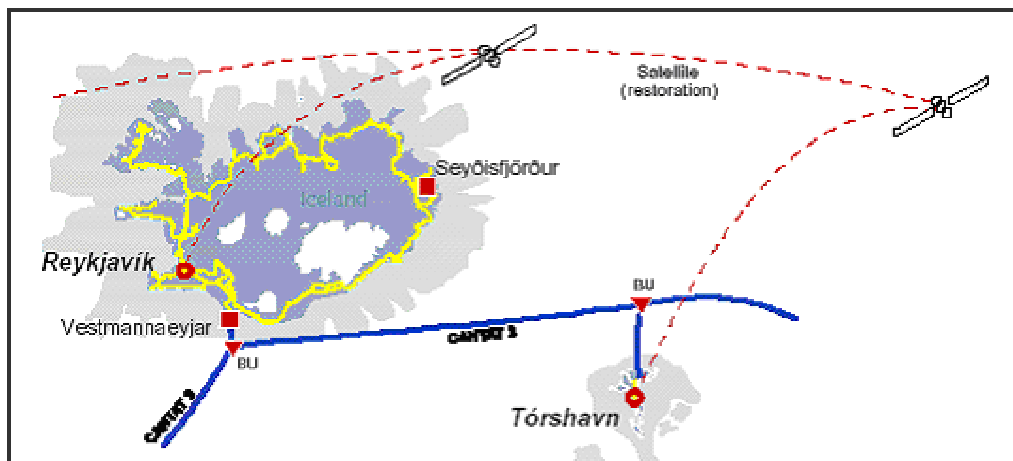 Satellite
(restoration)
Seyðisfjörður
Iceland
Reykjavík
BU
Vestmannaeyjar
CANTAT 3
BU
CANTAT 3
Tórshavn